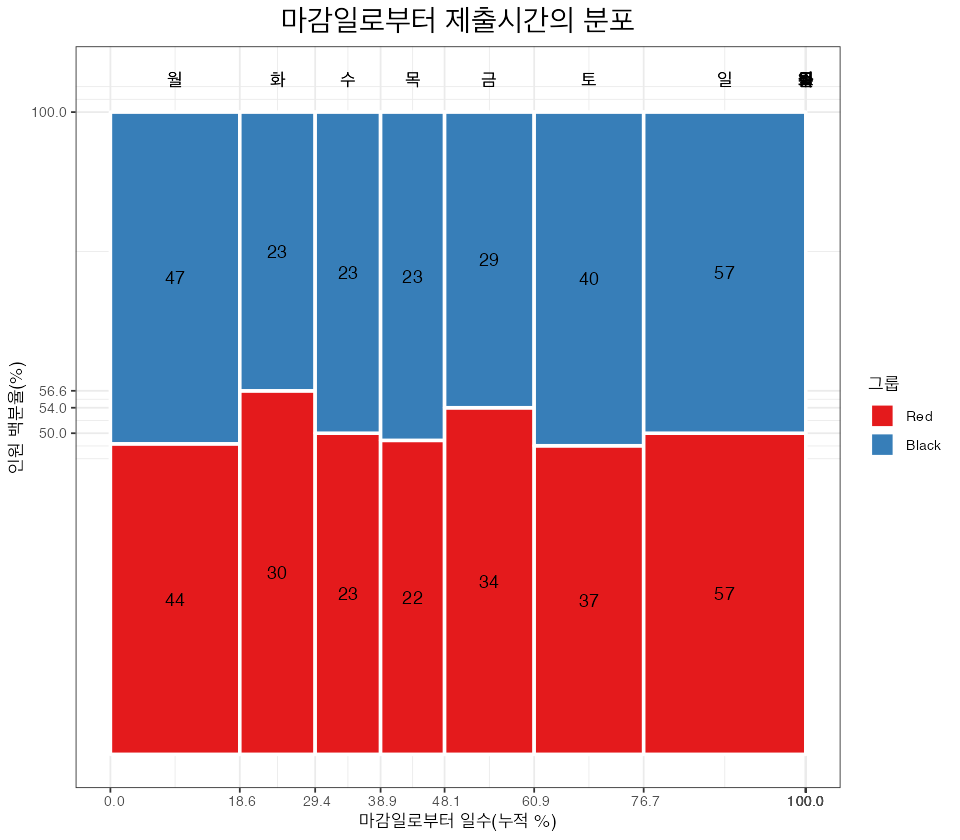 마감일로부터 제출시간의 분포
월 화 수 목 금 토 일
100.0
47 23 23 23 29 40 57
56.6
54.0
50.0
44 30 23 22 34 37 57
인원 백분율(%)
그룹
Red
Black
0.0 18.6 29.4 38.9 48.1 60.9 76.7 100.0
마감일로부터 일수(누적 %)